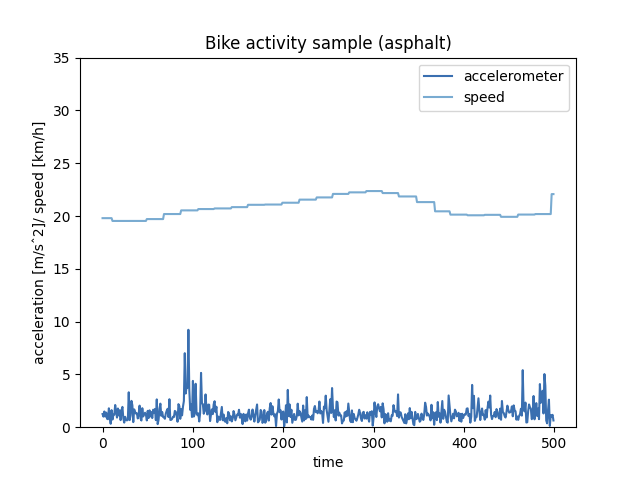 Bike activity sample (asphalt)
accelerometer
speed
acceleration [m/sˆ2]/ speed [km/h]
35
30
25
20
15
10
5
0
0 100 200 300 400 500
time